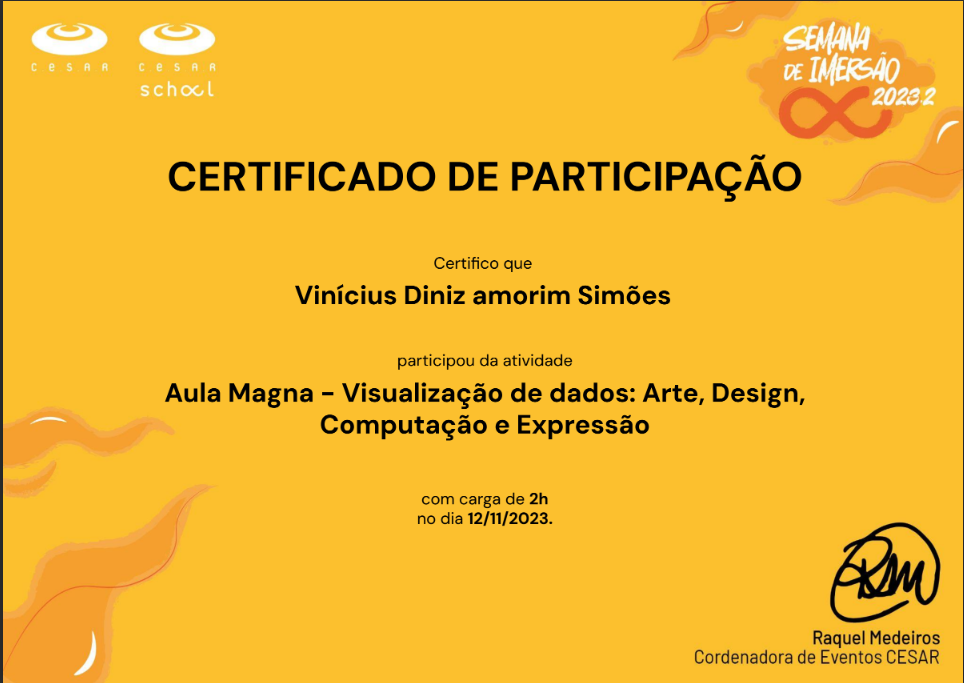 CESAR
CESAR
school
SEMANA
DE IMERSÃO
2023.2
CERTIFICADO DE PARTICIPAÇÃO
Certifico que
Vinícius Diniz amorim Simões
participou da atividade
Aula Magna - Visualização de dados: Arte, Design,
Computação e Expressão
com carga de 2h
no dia 12/11/2023.
RM
Raquel Medeiros
Cordenadora de Eventos CESAR